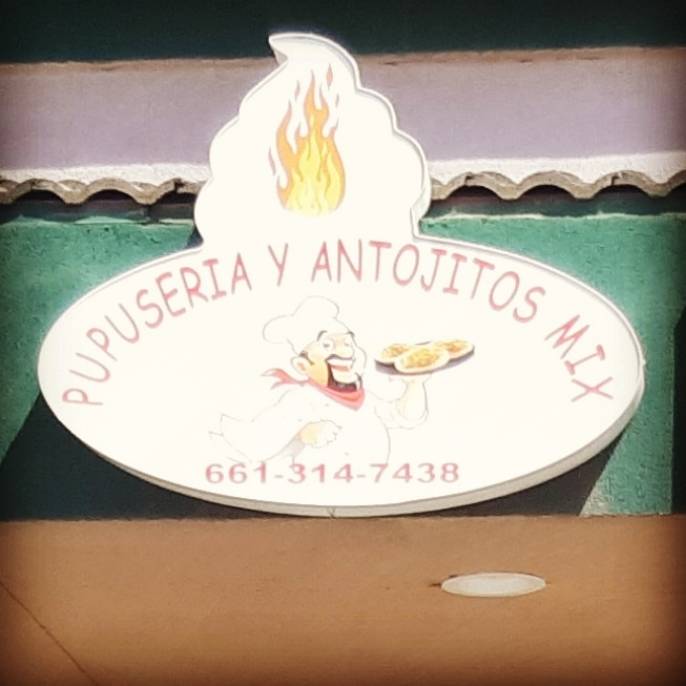 PUPUSERIA Y ANTOJITOS MIX
661-314-7438